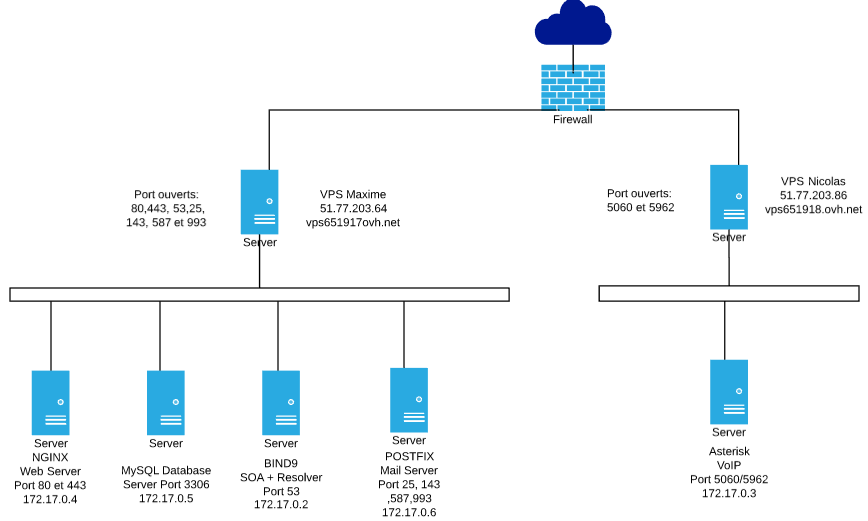 Firewall
Port ouverts:
80,443, 53,25,
143, 587 et 993
VPS Maxime
51.77.203.64
vps651917ovh.net
Server
Port ouverts:
5060 et 5962
VPS Nicolas
51.77.203.86
vps651918.ovh.net
Server
Server
NGINX
Web Server
Port 80 et 443
172.17.0.4
Server
MySQL Database
Server Port 3306
172.17.0.5
Server
BIND9
SOA + Resolver
Port 53
172.17.0.2
Server
POSTFIX
Mail Server
Port 25, 143
,587,993
172.17.0.6
Server
Asterisk
VoIP
Port 5060/5962
172.17.0.3